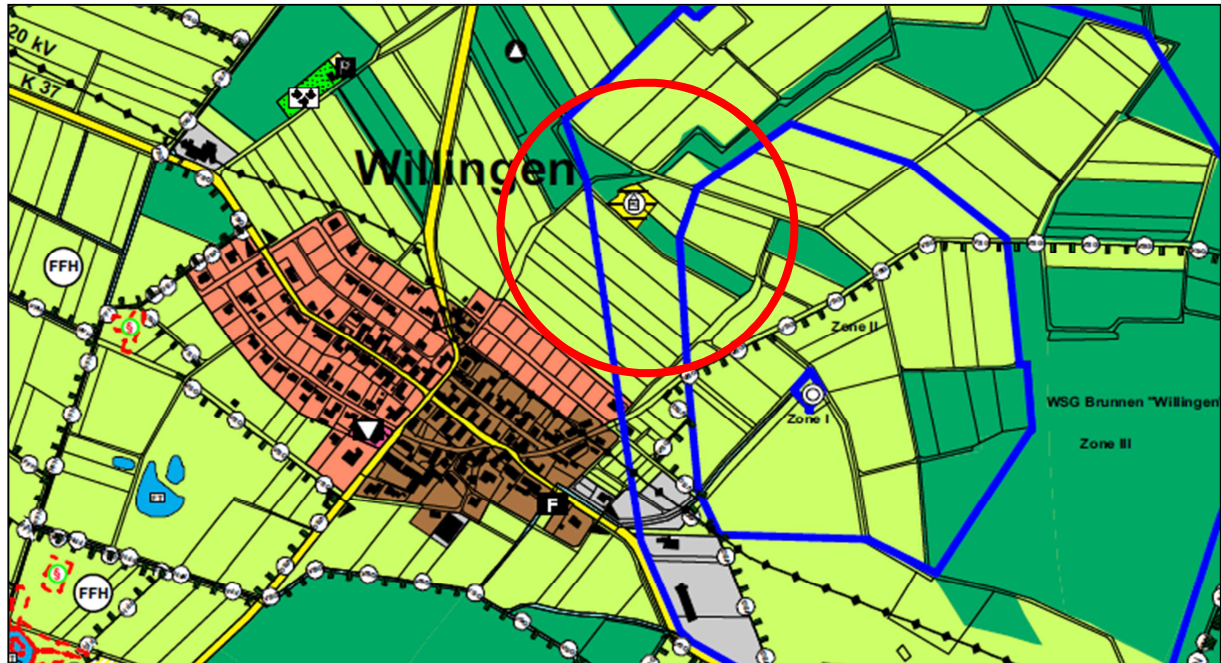 20 kV
K 37
Willingen
FFH
Zone II
§
WSG Brunnen "Willingen
Zone I
Zone III
F
§
FFH